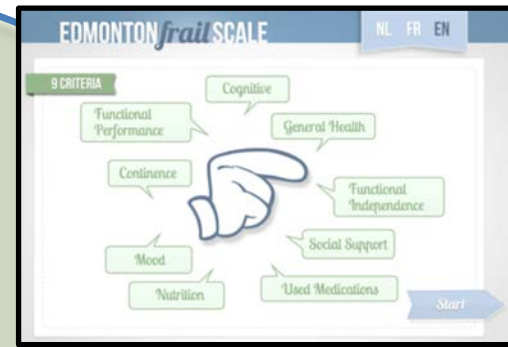 EDMONTON frail SCALE
NL FR EN
9 CRITERIA
Cognitive
Functional
Performance
General Health
Continence
Functional
Independence
Social Support
Mood
Nutrition
Used Medications
Start